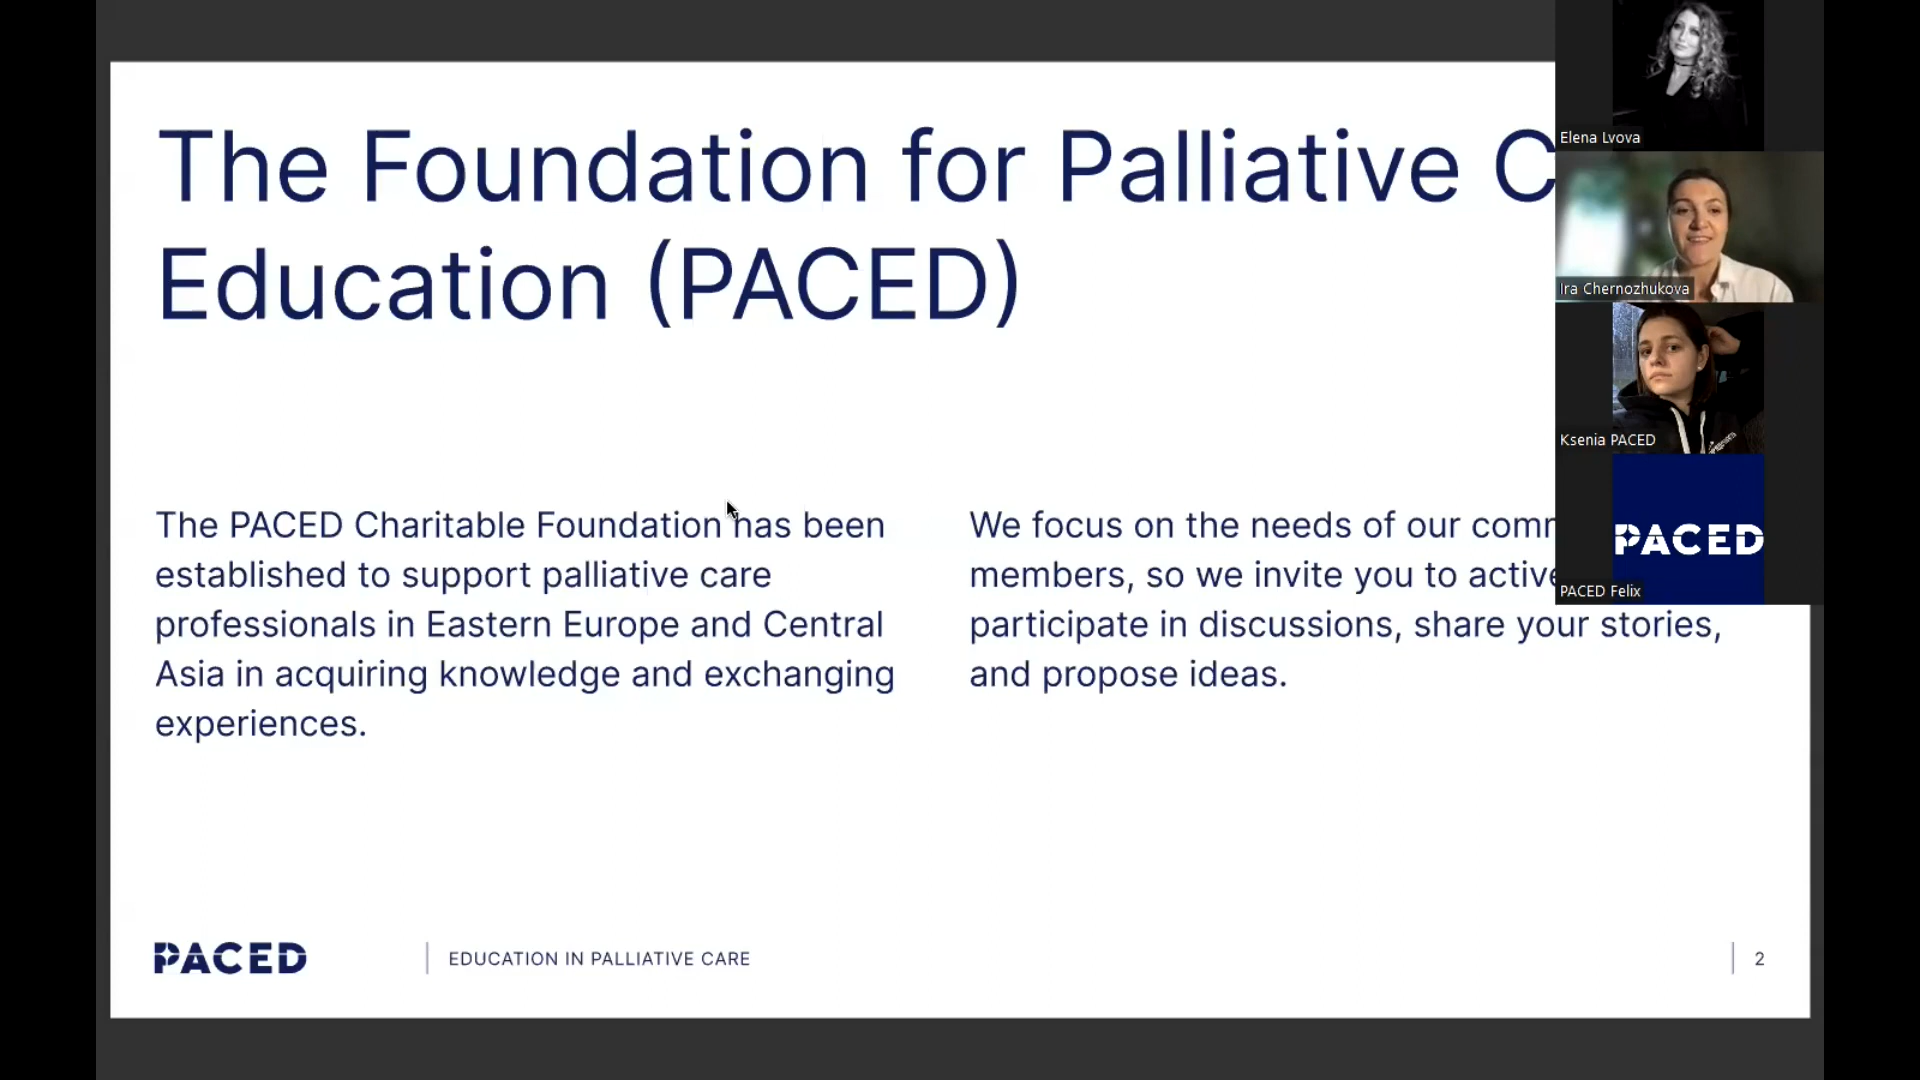 The Foundation for Palliative C
Education (PACED)
The PACED Charitable Foundation has been
established to support palliative care
professionals in Eastern Europe and Central
Asia in acquiring knowledge and exchanging
experiences.
We focus on the needs of our comm
members, so we invite you to active
participate in discussions, share your stories,
and propose ideas.
PACED
EDUCATION IN PALLIATIVE CARE
2
Elena Lvova
Ira Chernozhukova
Ksenia PACED
PACED
PACED Felix